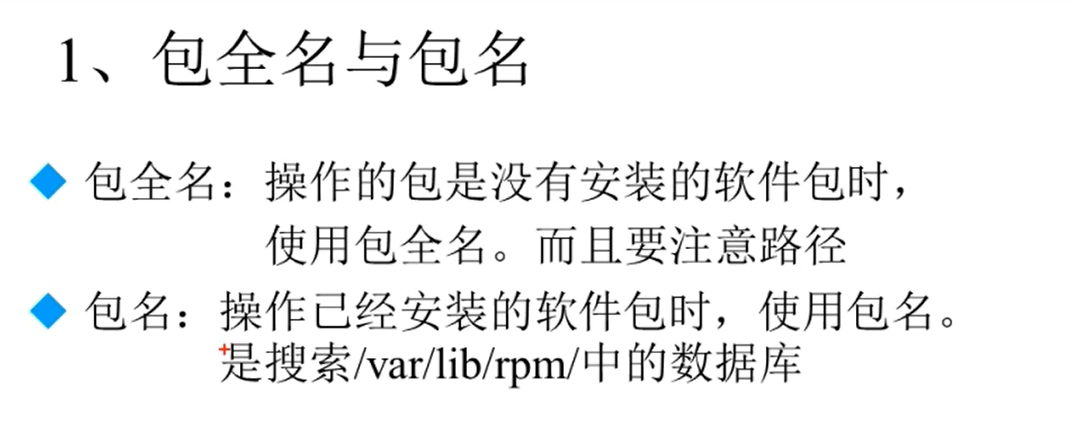 1、包全名与包名
包全名：操作的包是没有安装的软件包时，
使用包全名。而且要注意路径
包名：操作已经安装的软件包时，使用包名。
是搜索/var/lib/rpm/中的数据库